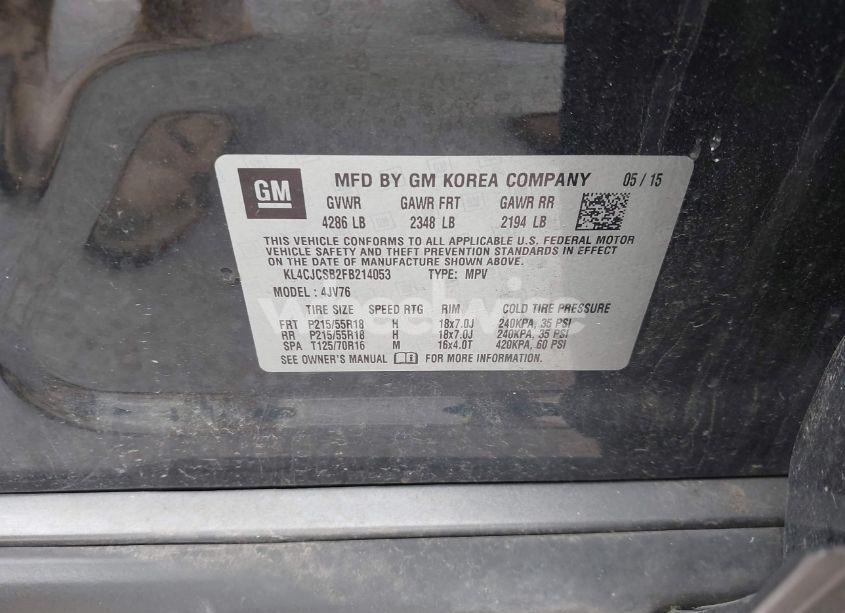 GM
MFD BY GM KOREA COMPANY 05 / 15
GVWR GAWR FRT GAWR RR
4286 LB 2348 LB 2194 LB
THIS VEHICLE CONFORMS TO ALL APPLICABLE U.S. FEDERAL MOTOR
VEHICLE SAFETY AND THEFT PREVENTION STANDARDS IN EFFECT
ON THE DATE OF MANUFACTURE SHOWN ABOVE.
KL4CJCSB2FB214053 TYPE: MPV
MODEL : 4JV76
TIRE SIZE SPEED RTG RIM COLD TIRE PRESSURE
FRT P215/55R18 H 18x7.0J 240KPA, 35 PSI
RR P215/55R18 H 18x7.0J 240KPA, 35 PSI
SPA T125/70R16 M 16x4.0T 420KPA, 60 PSI
SEE OWNER'S MANUAL FOR MORE INFORMATION.